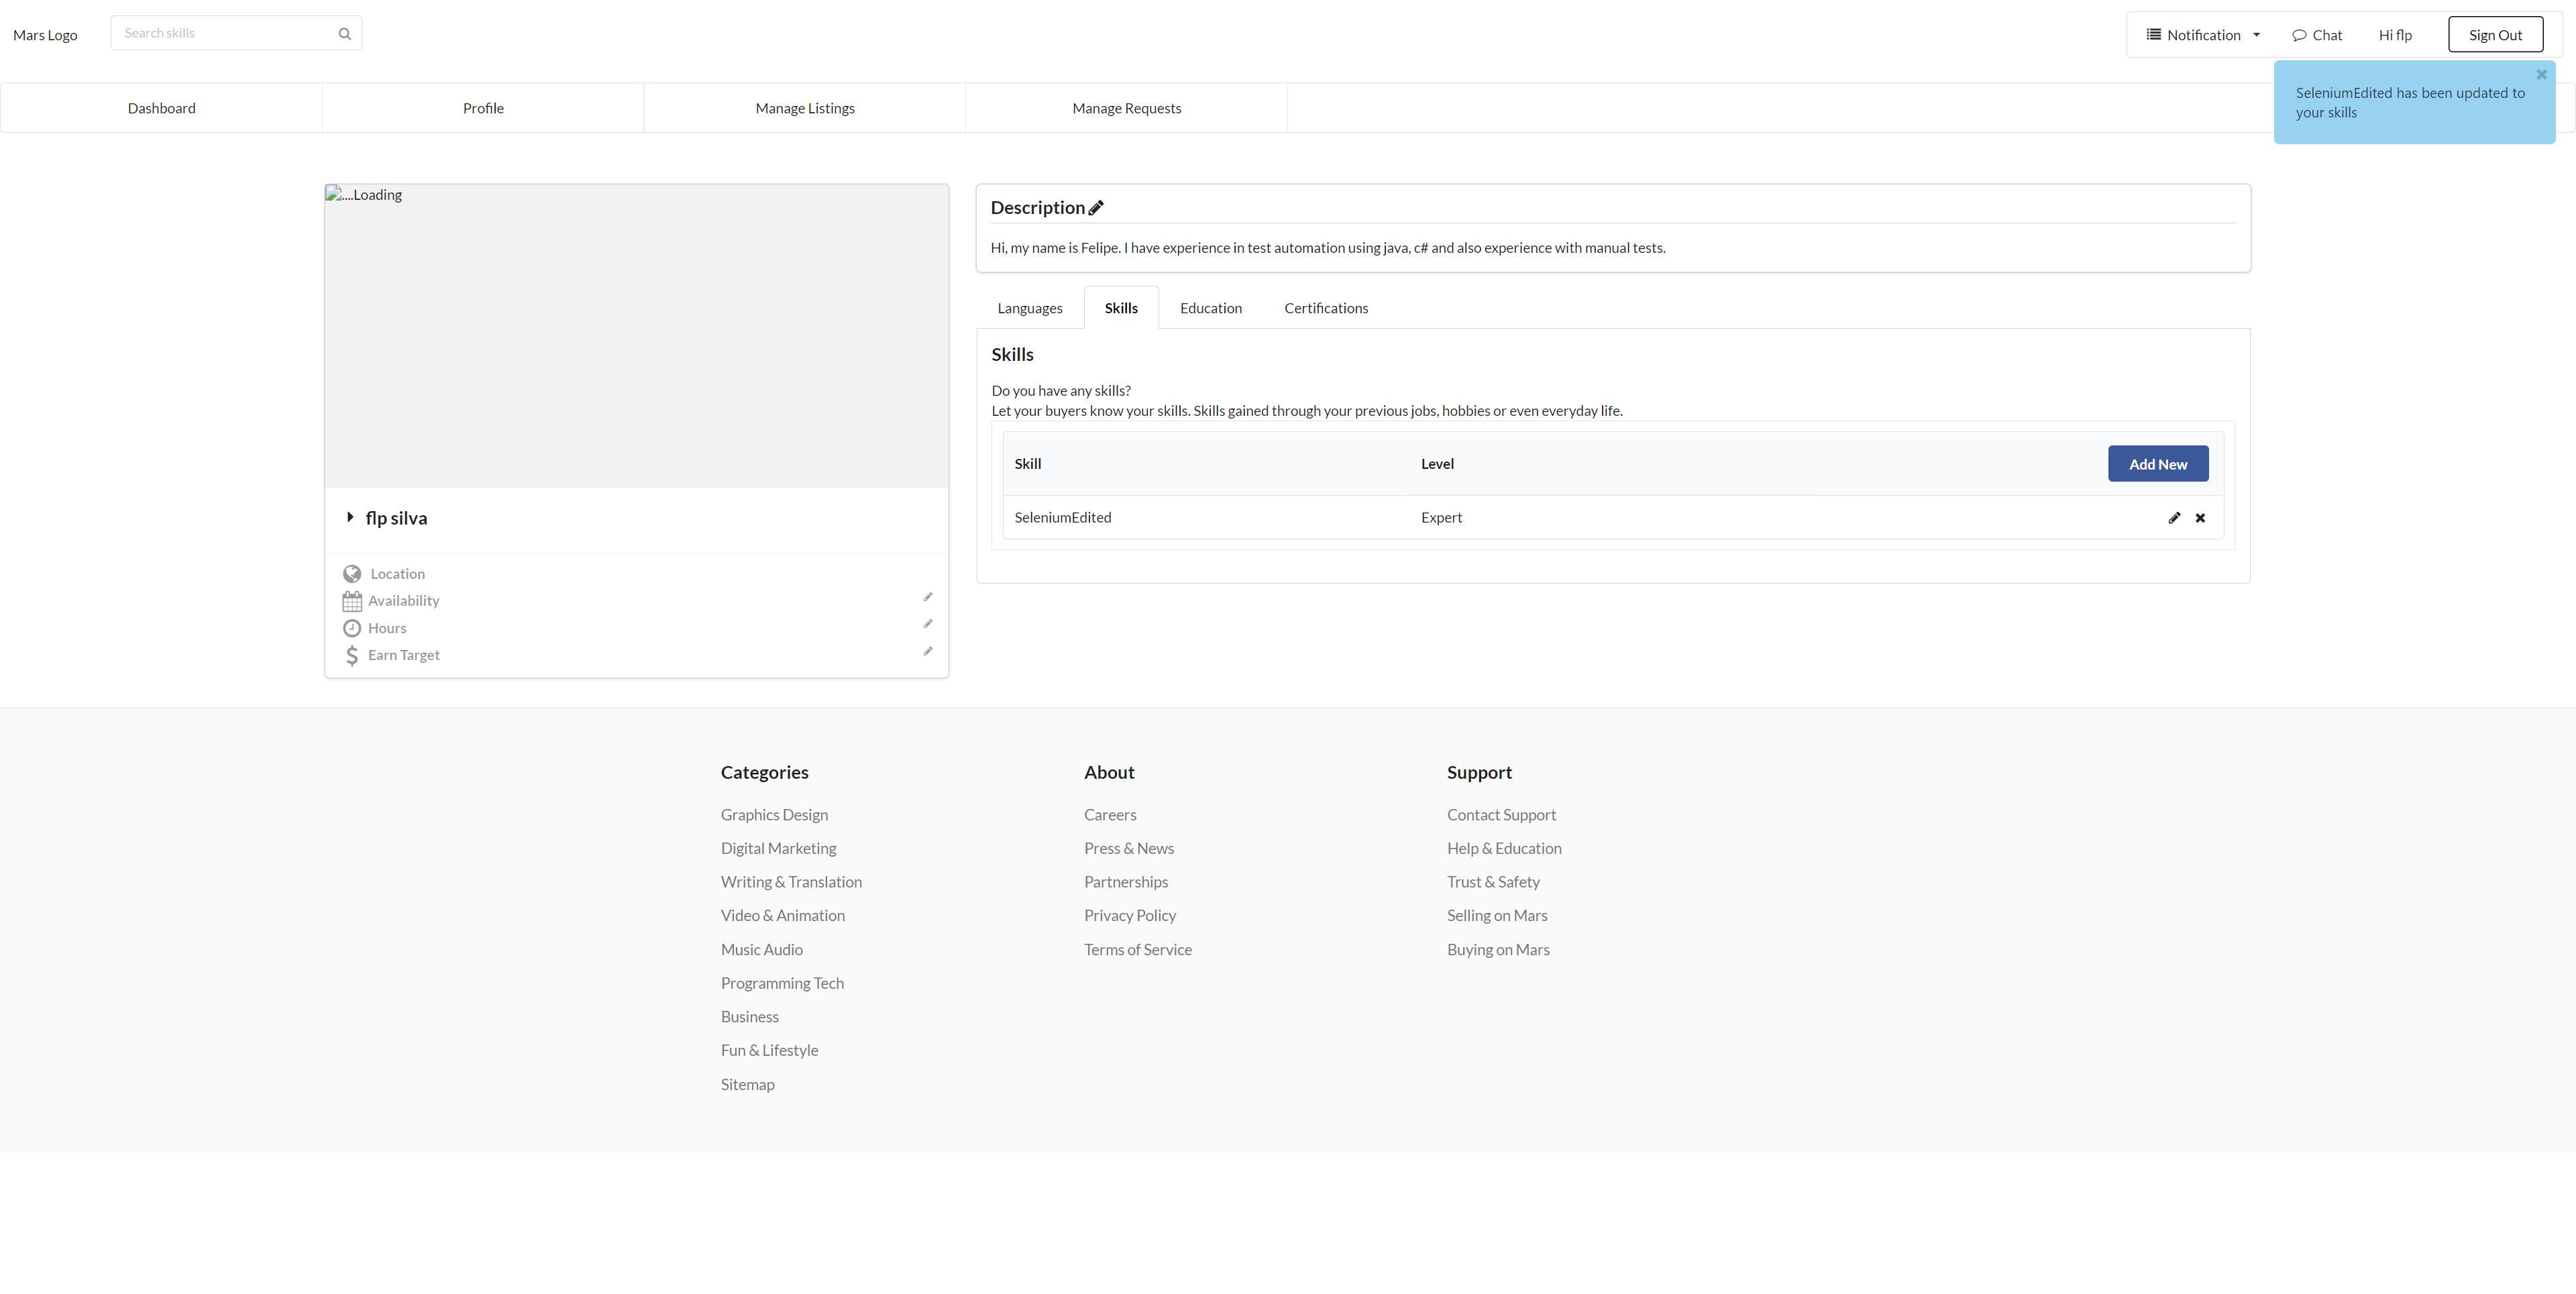 Mars Logo
Search skills
Notification
Chat
Hi flp
Sign Out
SeleniumEdited has been updated to
your skills
Dashboard
Profile
Manage Listings
Manage Requests
....Loading
flp silva
Location
Availability
Hours
Earn Target
Description
Hi, my name is Felipe. I have experience in test automation using java, c# and also experience with manual tests.
Languages
Skills
Education
Certifications
Skills
Do you have any skills?
Let your buyers know your skills. Skills gained through your previous jobs, hobbies or even everyday life.
Skill
Level
Add New
SeleniumEdited
Expert
Categories
Graphics Design
Digital Marketing
Writing & Translation
Video & Animation
Music Audio
Programming Tech
Business
Fun & Lifestyle
Sitemap
About
Careers
Press & News
Partnerships
Privacy Policy
Terms of Service
Support
Contact Support
Help & Education
Trust & Safety
Selling on Mars
Buying on Mars